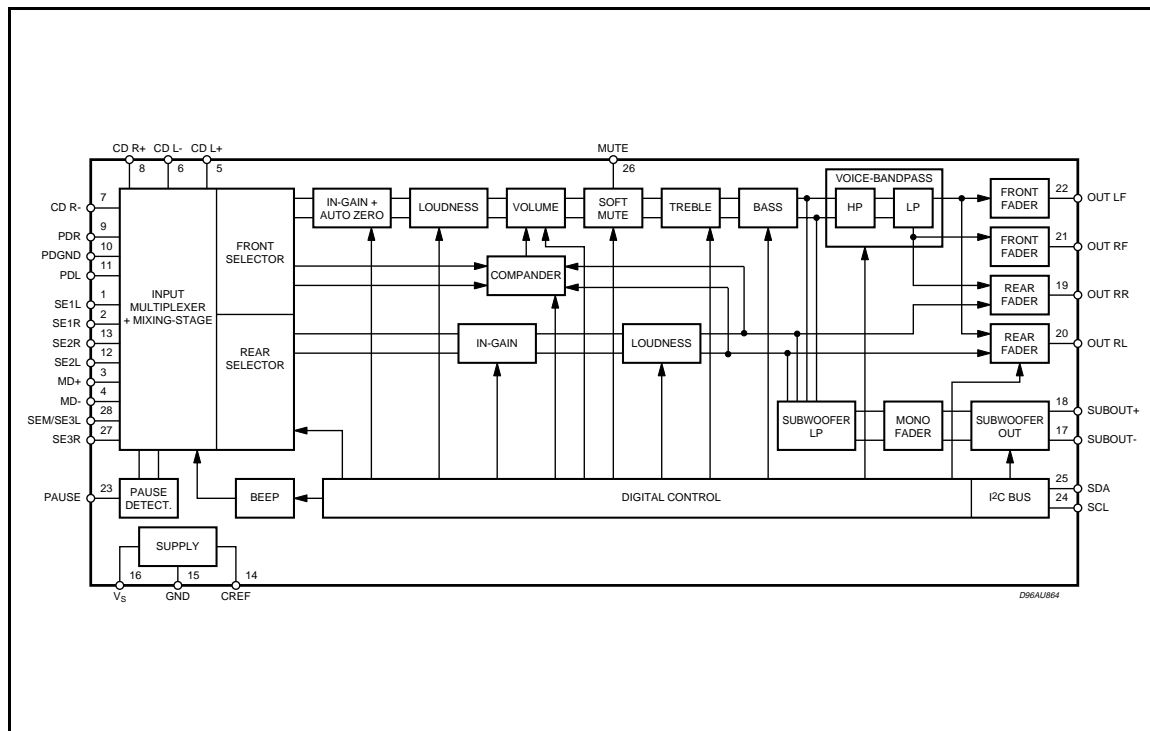 CD R+ CD L- CD L+
8 6 5
MUTE
26
7
CD R-
9
PDR
10
PDGND
11
PDL
1
SE1L
2
SE1R
13
SE2R
12
SE2L
3
MD+
4
MD-
28
SEM/SE3L
27
SE3R
INPUT
MULTIPLEXER
+ MIXING-STAGE
FRONT
SELECTOR
REAR
SELECTOR
IN-GAIN +
AUTO ZERO
LOUDNESS
VOLUME
SOFT
MUTE
TREBLE
BASS
VOICE-BANDPASS
HP
LP
FRONT
FADER
22
OUT LF
FRONT
FADER
21
OUT RF
REAR
FADER
19
OUT RR
REAR
FADER
20
OUT RL
COMPANDER
IN-GAIN
LOUDNESS
SUBWOOFER
LP
MONO
FADER
SUBWOOFER
OUT
18
SUBOUT+
17
SUBOUT-
PAUSE
23
PAUSE
DETECT.
BEEP
DIGITAL CONTROL
I²C BUS
25
SDA
24
SCL
SUPPLY
16 15 14
VS GND CREF
D96AU864